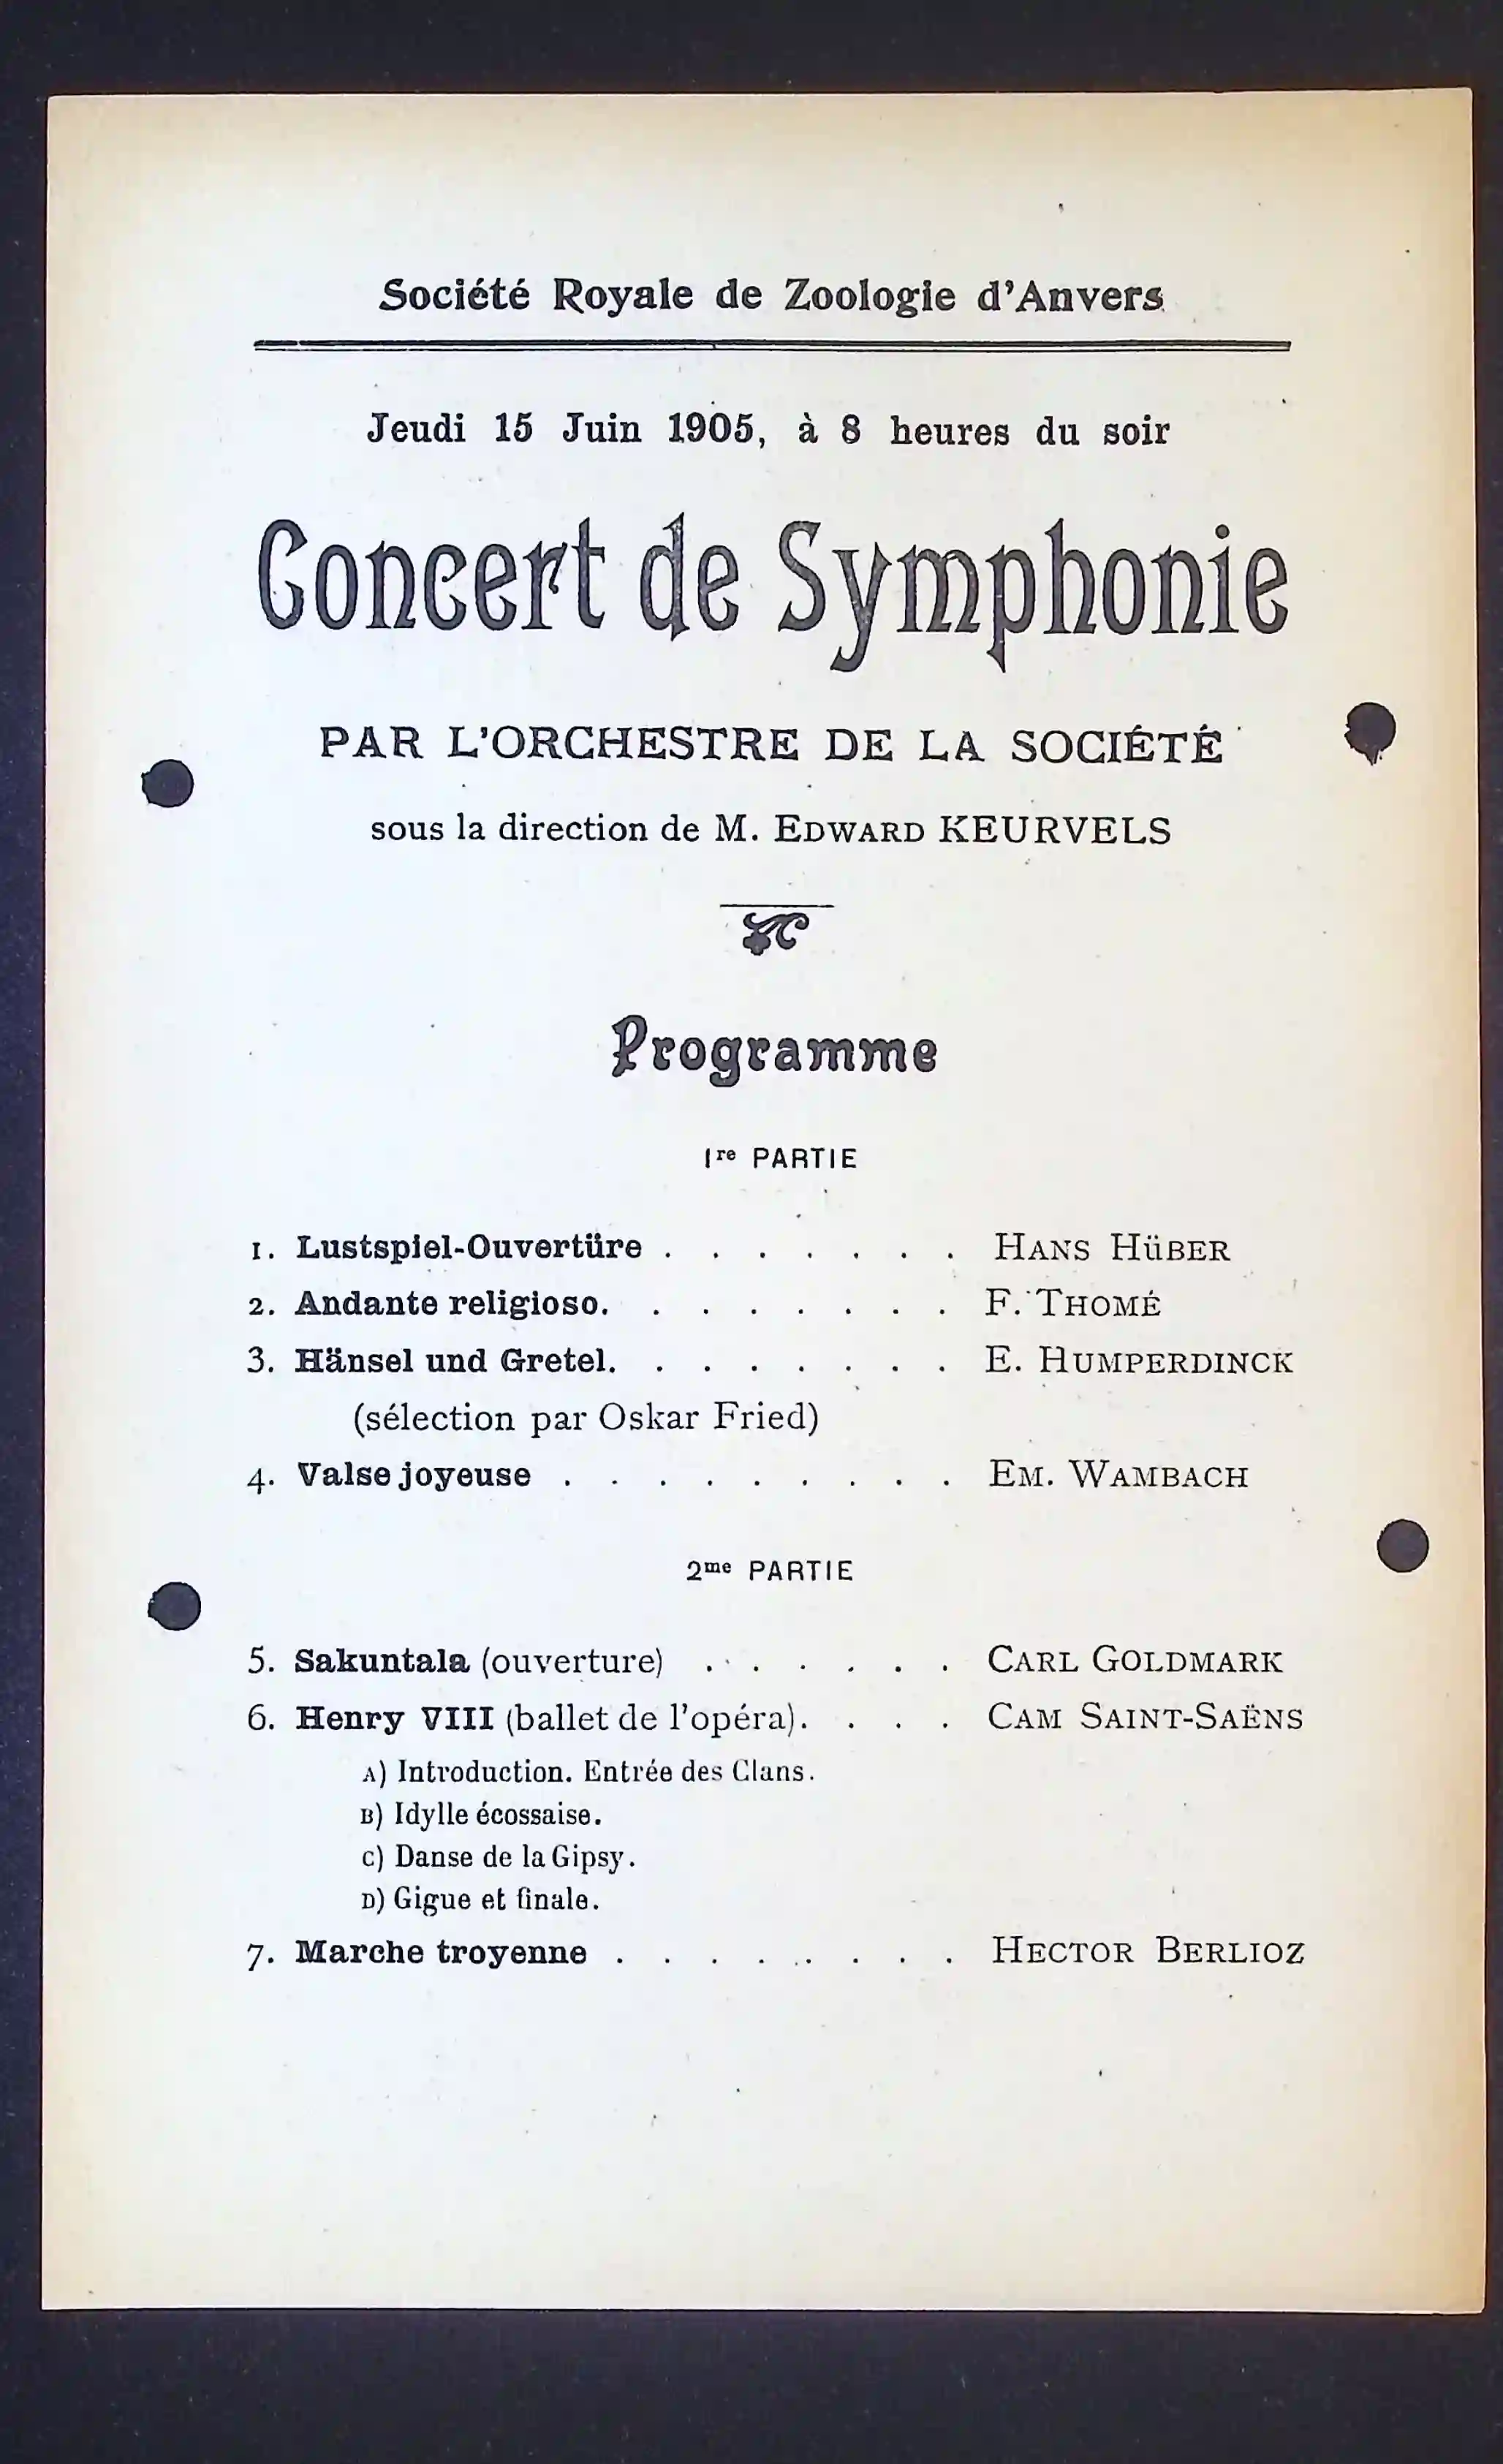 Société Royale de Zoologie d'Anvers
Jeudi 15 Juin 1905, à 8 heures du soir
Concert de Symphonie
PAR L'ORCHESTRE DE LA SOCIÉTÉ
sous la direction de M. EDWARD KEURVELS
Programme
1re PARTIE
1. Lustspiel-Ouvertüre . . . . . . . HANS HüBER
2. Andante religioso. . . . . . . . F. THOMÉ
3. Hänsel und Gretel. . . . . . . . E. HUMPERDINCK
(sélection par Oskar Fried)
4. Valse joyeuse . . . . . . . . . EM. WAMBACH
2me PARTIE
5. Sakuntala (ouverture) . . . . . . CARL GOLDMARK
6. Henry VIII (ballet de l'opéra). . . . CAM SAINT-SAËNS
A) Introduction. Entrée des Clans.
B) Idylle écossaise.
C) Danse de la Gipsy.
D) Gigue et finale.
7. Marche troyenne . . . . . . . . HECTOR BERLIOZ